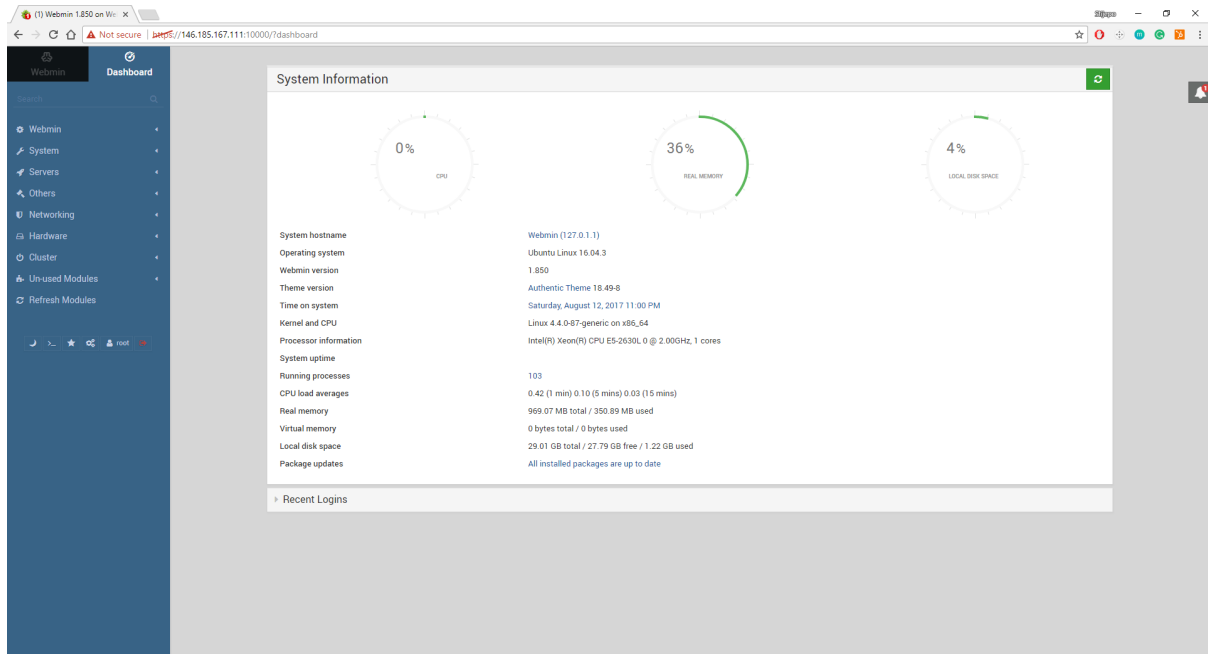 (1) Webmin 1.850 on We
Not secure | https://146.185.167.111:10000/?dashboard
Webmin
Dashboard
Search
Webmin
System
Servers
Others
Networking
Hardware
Cluster
Un-used Modules
Refresh Modules
root
System Information
0%
CPU
36%
REAL MEMORY
4%
LOCAL DISK SPACE
System hostname Webmin (127.0.1.1)
Operating system Ubuntu Linux 16.04.3
Webmin version 1.850
Theme version Authentic Theme 18.49-8
Time on system Saturday, August 12, 2017 11:00 PM
Kernel and CPU Linux 4.4.0-87-generic on x86_64
Processor information Intel(R) Xeon(R) CPU E5-2630L 0 @ 2.00GHz, 1 cores
System uptime
Running processes 103
CPU load averages 0.42 (1 min) 0.10 (5 mins) 0.03 (15 mins)
Real memory 969.07 MB total / 350.89 MB used
Virtual memory 0 bytes total / 0 bytes used
Local disk space 29.01 GB total / 27.79 GB free / 1.22 GB used
Package updates All installed packages are up to date
Recent Logins
1